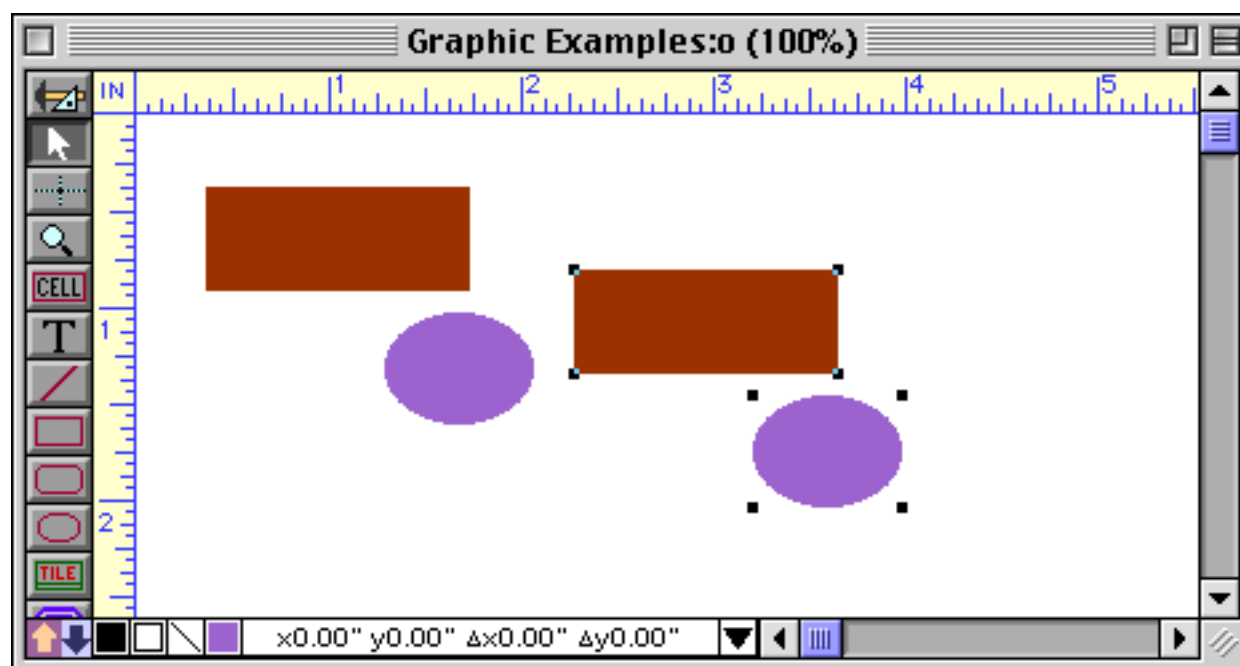 Graphic Examples:o (100%)
IN 1 2 3 4 5
CELL
T
1
2
TILE
x0.00" y0.00" Δx0.00" Δy0.00"